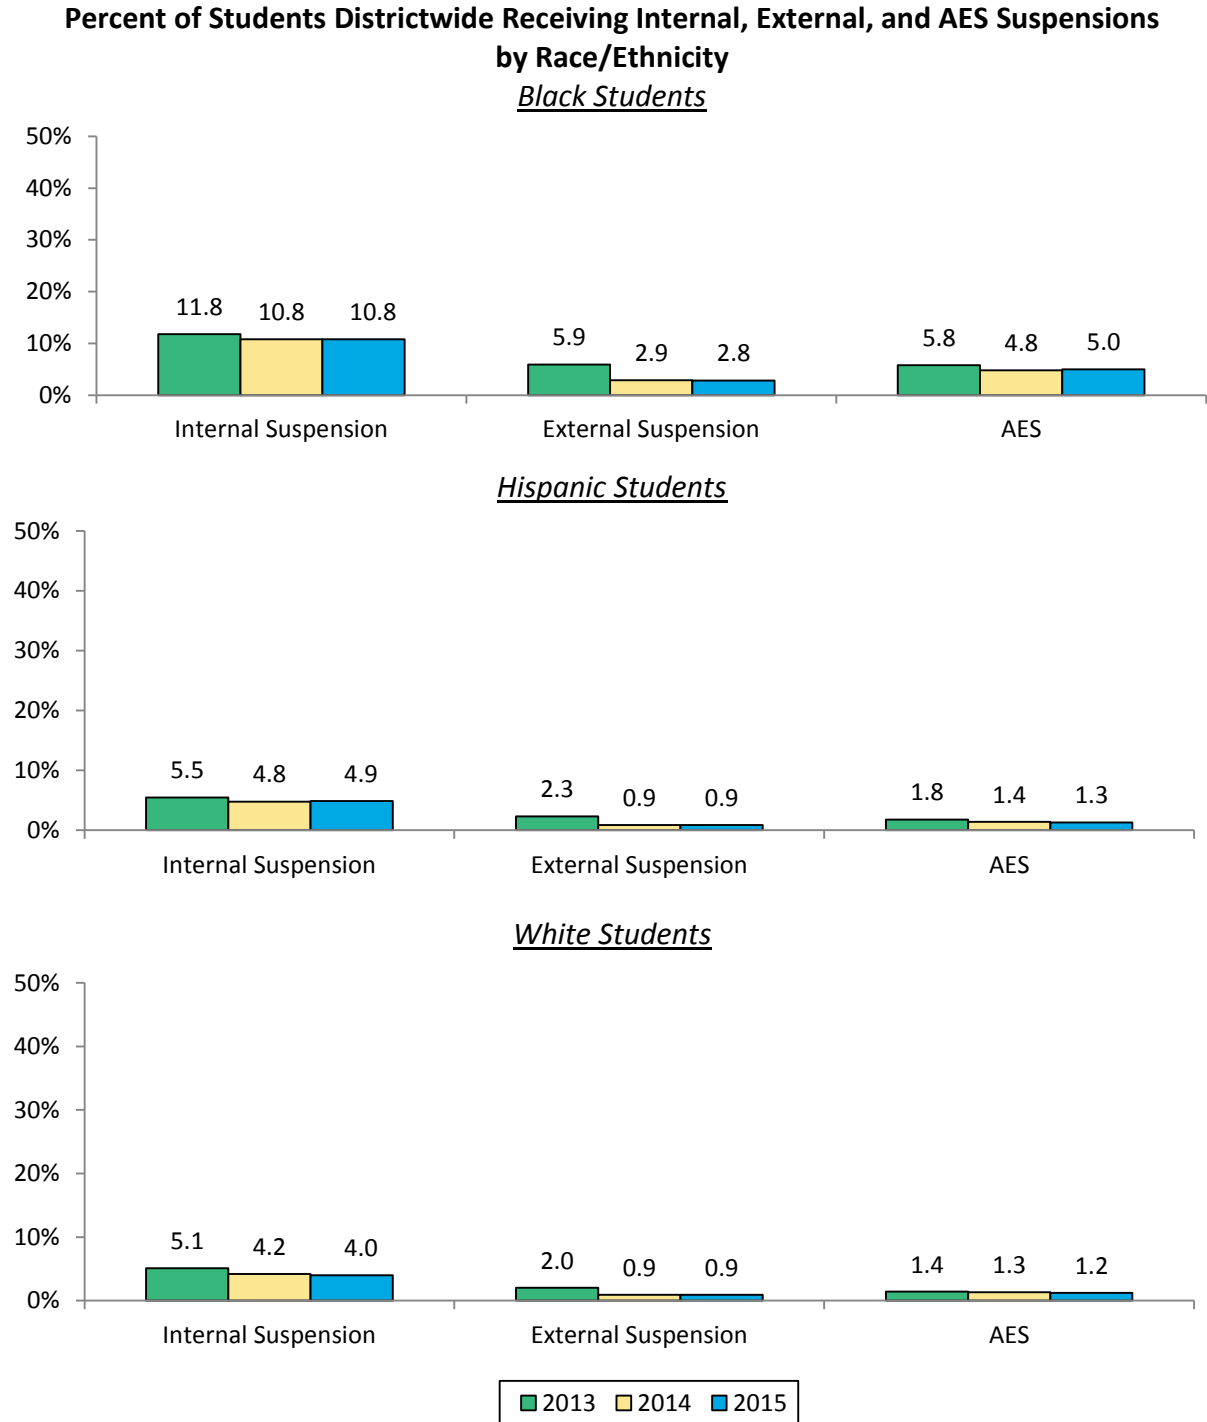 Percent of Students Districtwide Receiving Internal, External, and AES Suspensions
by Race/Ethnicity
Black Students
50%
40%
30%
20%
10%
0%
11.8 10.8 10.8
5.9 2.9 2.8
5.8 4.8 5.0
Internal Suspension External Suspension AES
Hispanic Students
50%
40%
30%
20%
10%
0%
5.5 4.8 4.9
2.3 0.9 0.9
1.8 1.4 1.3
Internal Suspension External Suspension AES
White Students
50%
40%
30%
20%
10%
0%
5.1 4.2 4.0
2.0 0.9 0.9
1.4 1.3 1.2
Internal Suspension External Suspension AES
2013 2014 2015